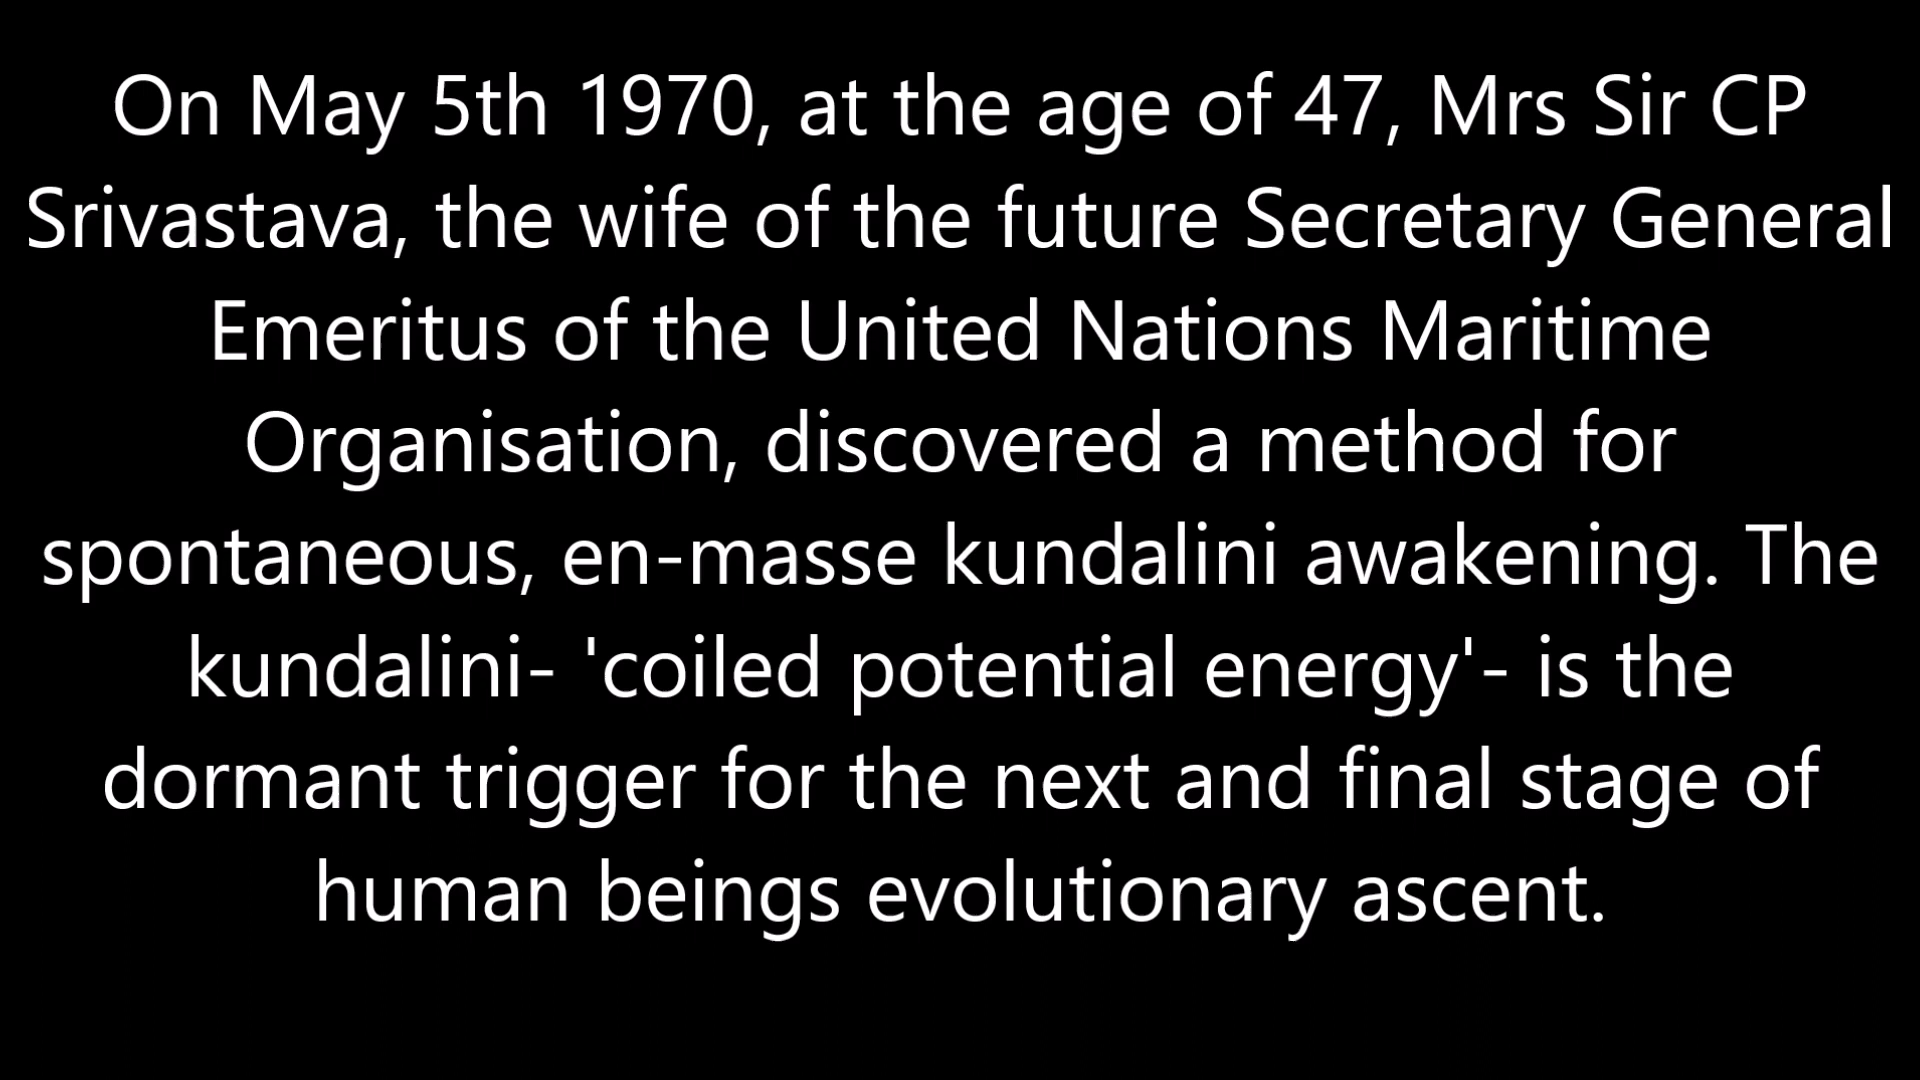 On May 5th 1970, at the age of 47, Mrs Sir CP
Srivastava, the wife of the future Secretary General
Emeritus of the United Nations Maritime
Organisation, discovered a method for
spontaneous, en-masse kundalini awakening. The
kundalini- 'coiled potential energy'- is the
dormant trigger for the next and final stage of
human beings evolutionary ascent.